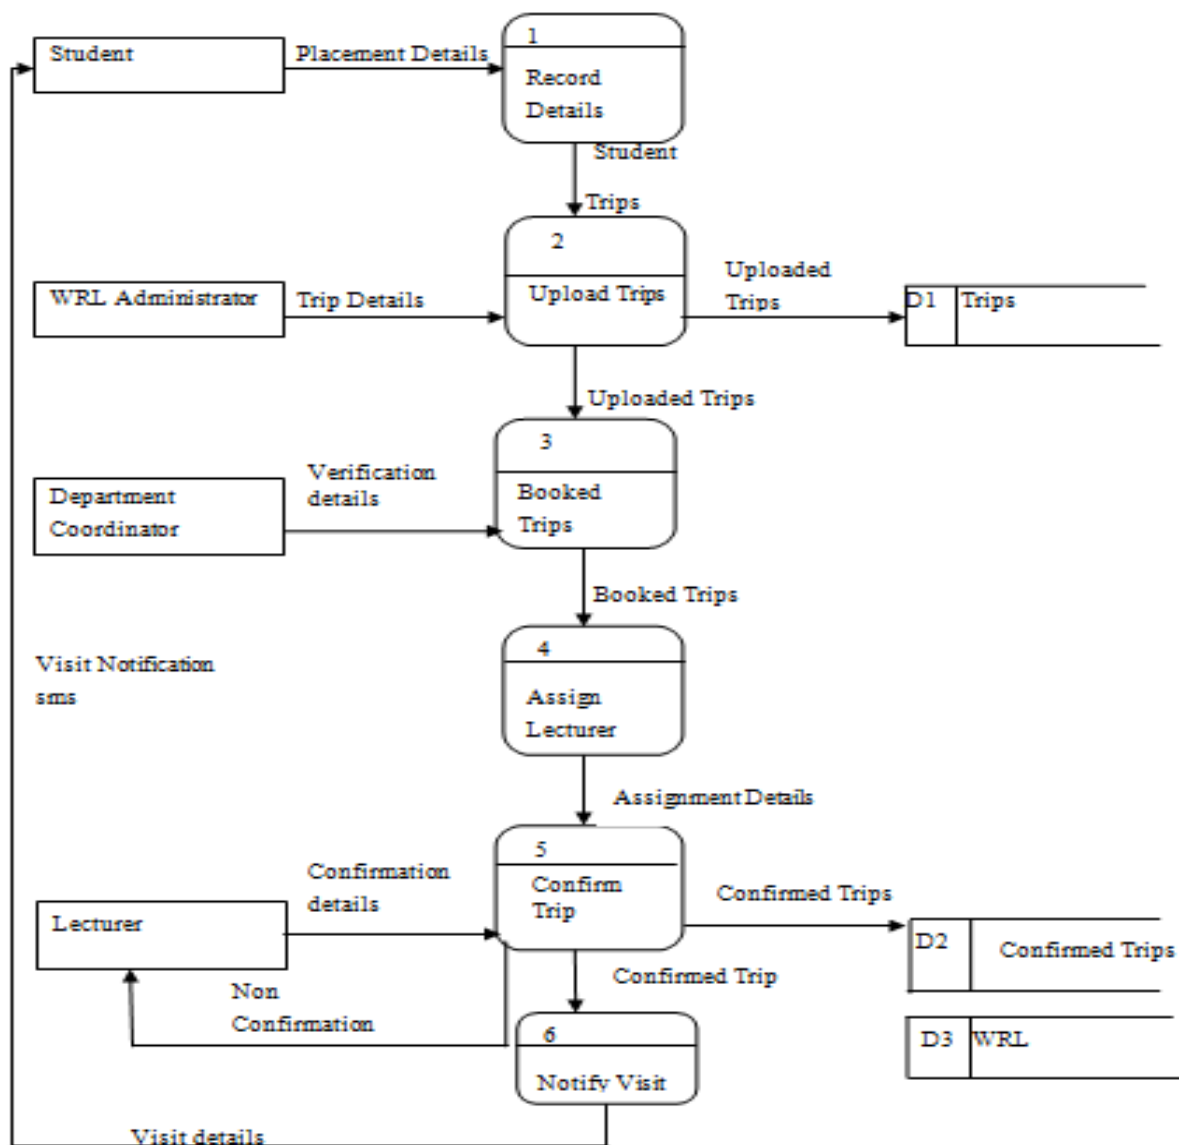 1
Student
Placement Details
Record
Details
Student
Trips
2
WRL Administrator
Trip Details
Upload Trips
Uploaded
Trips
D1
Trips
Uploaded Trips
3
Department
Coordinator
Verification
details
Booked
Trips
Booked Trips
4
Visit Notification
sms
Assign
Lecturer
Assignment Details
5
Lecturer
Confirmation
details
Confirm
Trip
Confirmed Trips
D2
Confirmed Trips
Non
Confirmation
Confirmed Trip
6
Notify Visit
D3
WRL
Visit details